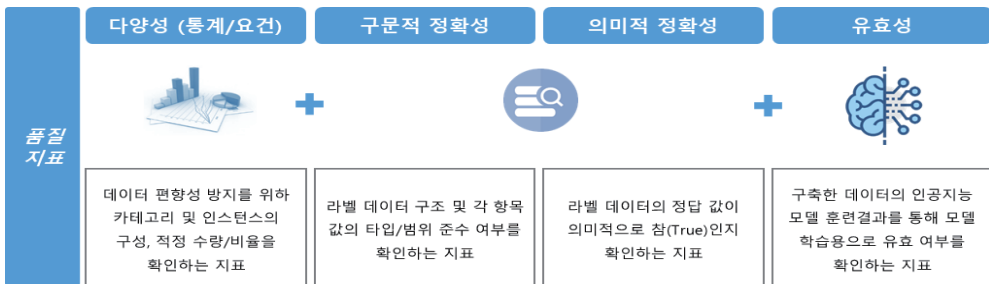 다양성 (통계/요건)
구문적 정확성
의미적 정확성
유효성
품질
지표
데이터 편향성 방지를 위하
카테고리 및 인스턴스의
구성, 적정 수량/비율을
확인하는 지표
라벨 데이터 구조 및 각 항목
값의 타입/범위 준수 여부를
확인하는 지표
라벨 데이터의 정답 값이
의미적으로 참(True)인지
확인하는 지표
구축한 데이터의 인공지능
모델 훈련결과를 통해 모델
학습용으로 유효 여부를
확인하는 지표